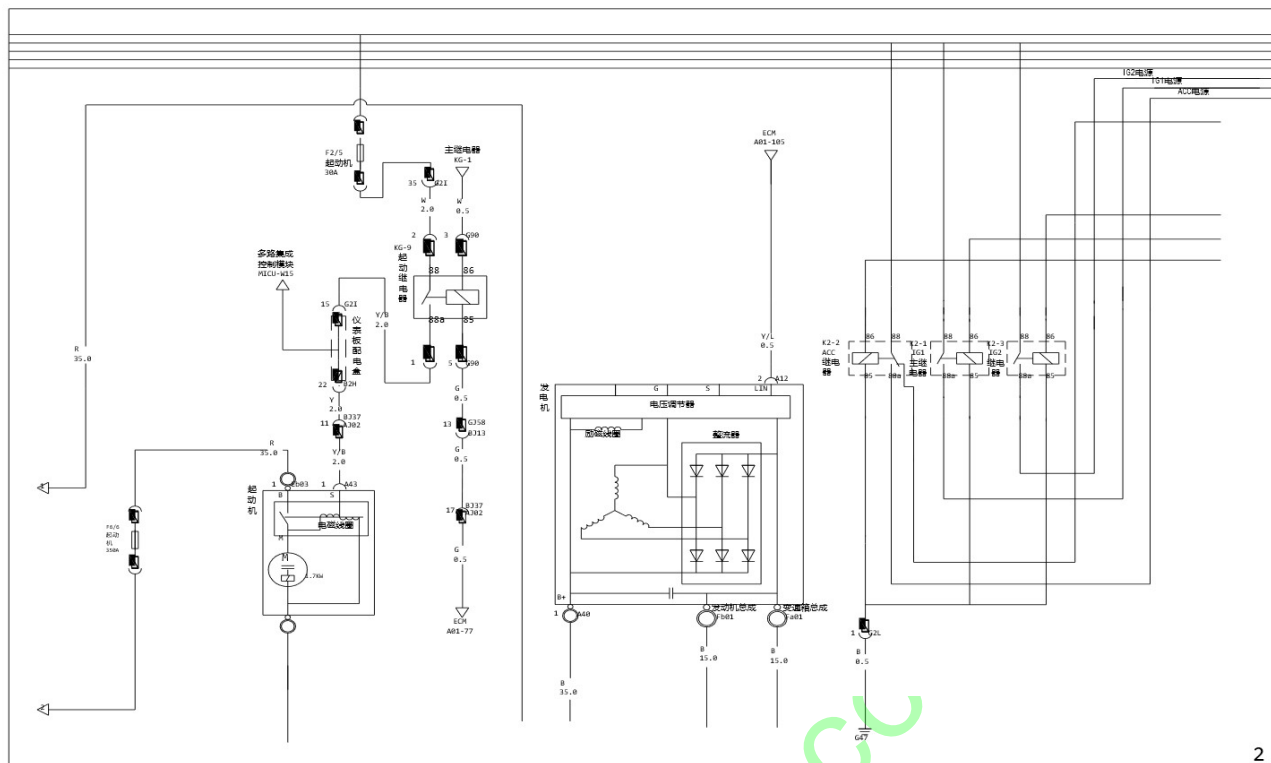 IG2电源
IG1电源
ACC电源
ECM
A01-105
F2/5
起动机
30A
主继电器
KG-1
35
G2I
W
2.0
W
0.5
2
3
G90
KG-9
起动继电器
88
86
88a
85
多路集成
控制模块
MICU-W15
15
G2I
仪表板配电盒
Y/B
2.0
1
5
G90
R
35.0
22
Y
2.0
11
BJ37
AJ02
G
0.5
13
GJ58
BJ13
Y/B
2.0
G
0.5
R
35.0
1
1
A43
起动机
B
S
电磁线圈
M
M
17
BJ37
AJ02
G
0.5
ECM
A01-77
F8/6
起动机
350A
Y/L
0.5
2
A12
发电机
G
S
LIN
电压调节器
励磁线圈
整流器
B+
1
A40
发动机总成
Fb01
变速箱总成
Fa01
B
35.0
B
15.0
B
15.0
K2-2
ACC
继电器
86
88
85
88a
K2-1
IG1
主继电器
88
86
88a
85
K2-3
IG2
继电器
88
86
88a
85
1
G2L
B
0.5
G47
2